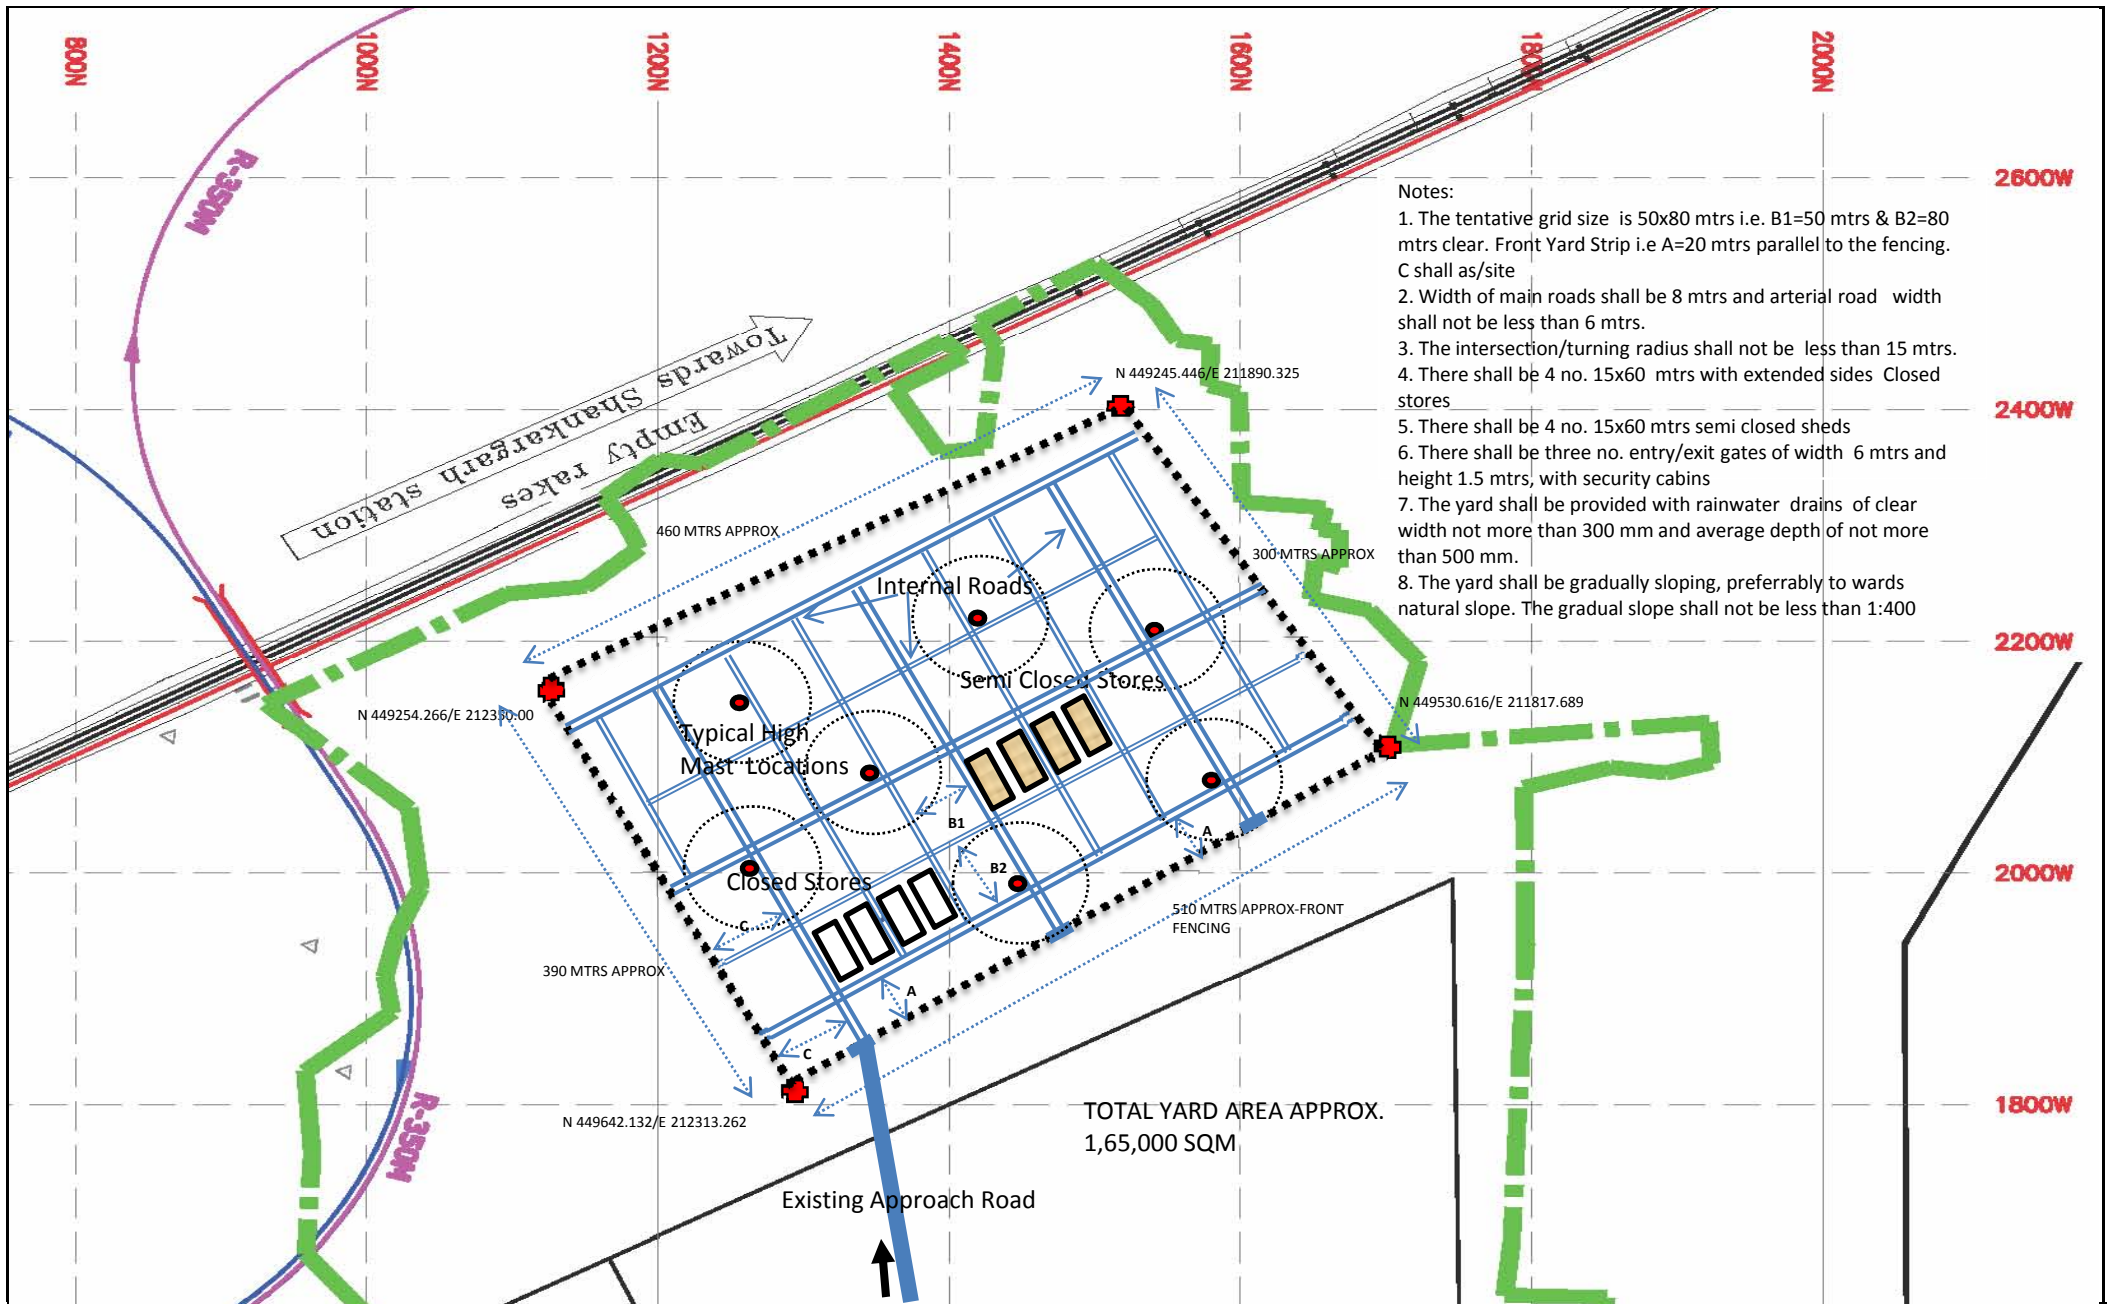 800N
1000N
1200N
1400N
1600N
1800N
2000N
2600W
2400W
2200W
2000W
1800W
R-350M
R-350M
Towards Shankargarh station
Empty rakes
Notes:
1. The tentative grid size is 50x80 mtrs i.e. B1=50 mtrs & B2=80
mtrs clear. Front Yard Strip i.e A=20 mtrs parallel to the fencing.
C shall as/site
2. Width of main roads shall be 8 mtrs and arterial road width
shall not be less than 6 mtrs.
3. The intersection/turning radius shall not be less than 15 mtrs.
4. There shall be 4 no. 15x60 mtrs with extended sides Closed
stores
5. There shall be 4 no. 15x60 mtrs semi closed sheds
6. There shall be three no. entry/exit gates of width 6 mtrs and
height 1.5 mtrs, with security cabins
7. The yard shall be provided with rainwater drains of clear
width not more than 300 mm and average depth of not more
than 500 mm.
8. The yard shall be gradually sloping, preferrably to wards
natural slope. The gradual slope shall not be less than 1:400
N 449245.446/E 211890.325
460 MTRS APPROX
300 MTRS APPROX
Internal Roads
Semi Closed Stores
N 449254.266/E 212350.00
N 449530.616/E 211817.689
Typical High
Mast Locations
B1
A
B2
Closed Stores
C
510 MTRS APPROX-FRONT
FENCING
390 MTRS APPROX
A
C
N 449642.132/E 212313.262
TOTAL YARD AREA APPROX.
1,65,000 SQM
Existing Approach Road